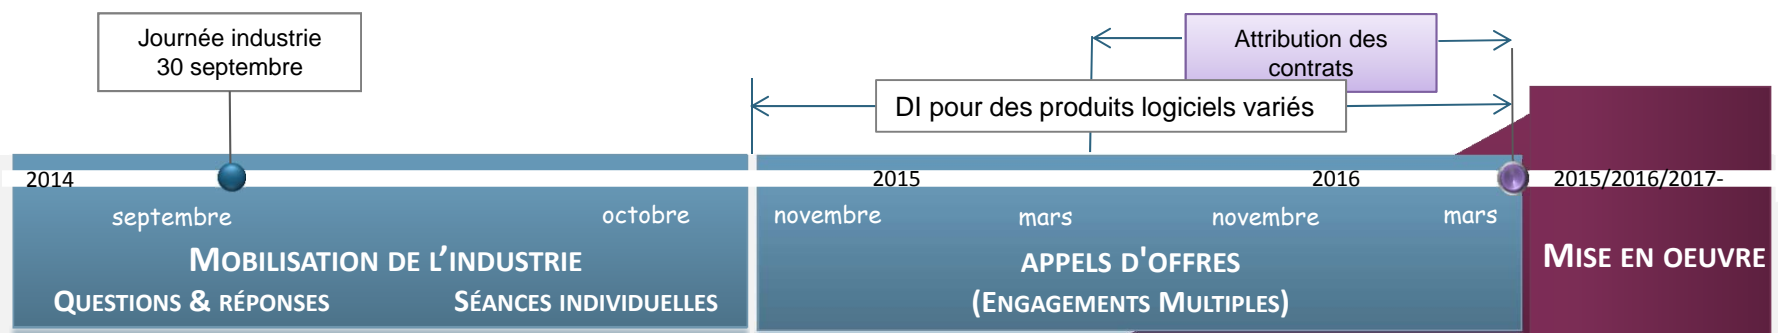 Journée industrie
30 septembre
Attribution des
contrats
DI pour des produits logiciels variés
2014
2015
2016
2015/2016/2017-
septembre
octobre
novembre
mars
novembre
mars
MOBILISATION DE L'INDUSTRIE
QUESTIONS & RÉPONSES
SÉANCES INDIVIDUELLES
APPELS D'OFFRES
(ENGAGEMENTS MULTIPLES)
MISE EN OEUVRE